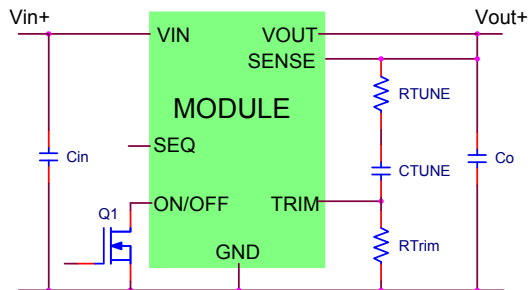 Vin+
Vout+
VIN
VOUT
SENSE
RTUNE
MODULE
Cin
SEQ
CTUNE
Co
Q1
ON/OFF
TRIM
RTrim
GND